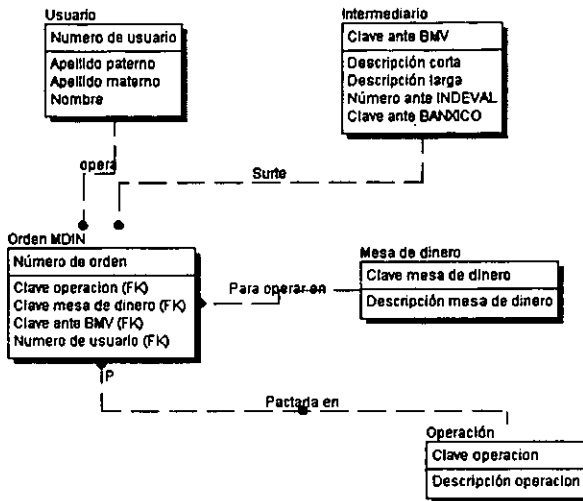 Usuario
Numero de usuario
Apellido paterno
Apellido materno
Nombre
Intermediario
Clave ante BMV
Descripción corta
Descripción larga
Número ante INDEVAL
Clave ante BANXICO
opera
Surte
Orden MDIN
Número de orden
Clave operacion (FK)
Clave mesa de dinero (FK)
Clave ante BMV (FK)
Numero de usuario (FK)
Para operar en
Mesa de dinero
Clave mesa de dinero
Descripción mesa de dinero
P
Pactada en
Operación
Clave operacion
Descripción operacion